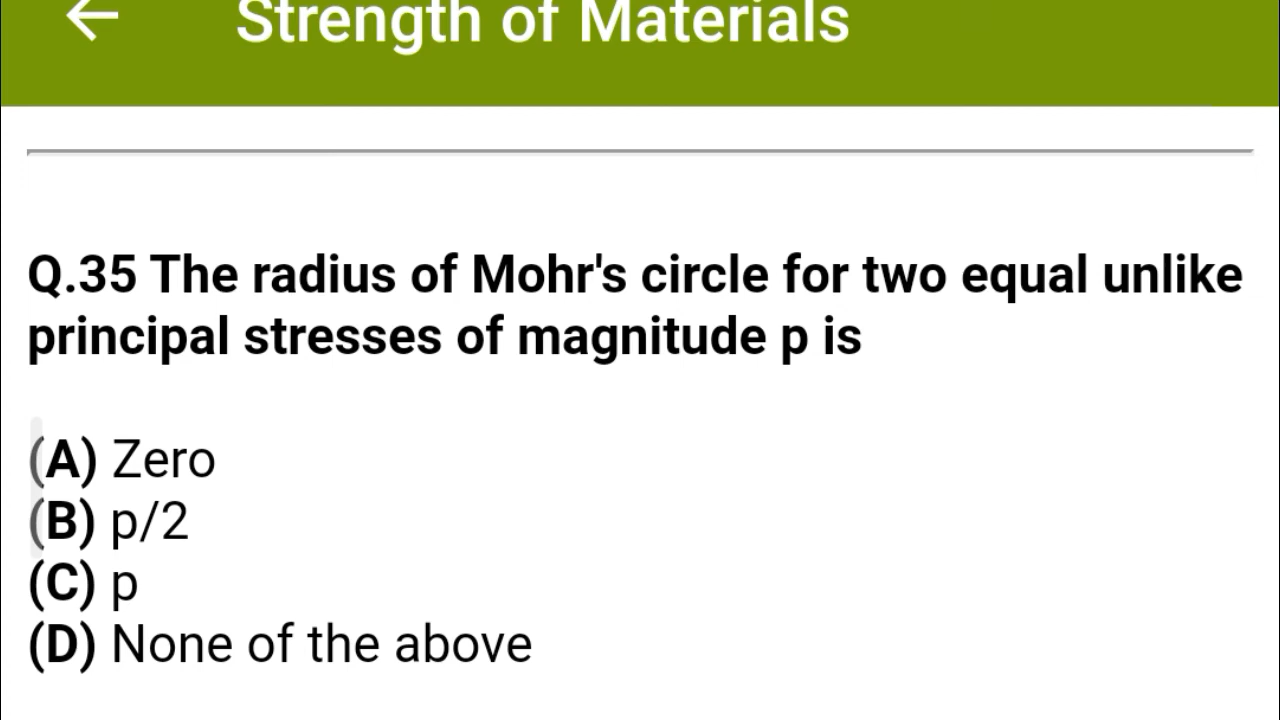 Strength of Materials
Q.35 The radius of Mohr's circle for two equal unlike
principal stresses of magnitude p is
(A) Zero
(B) p/2
(C) p
(D) None of the above